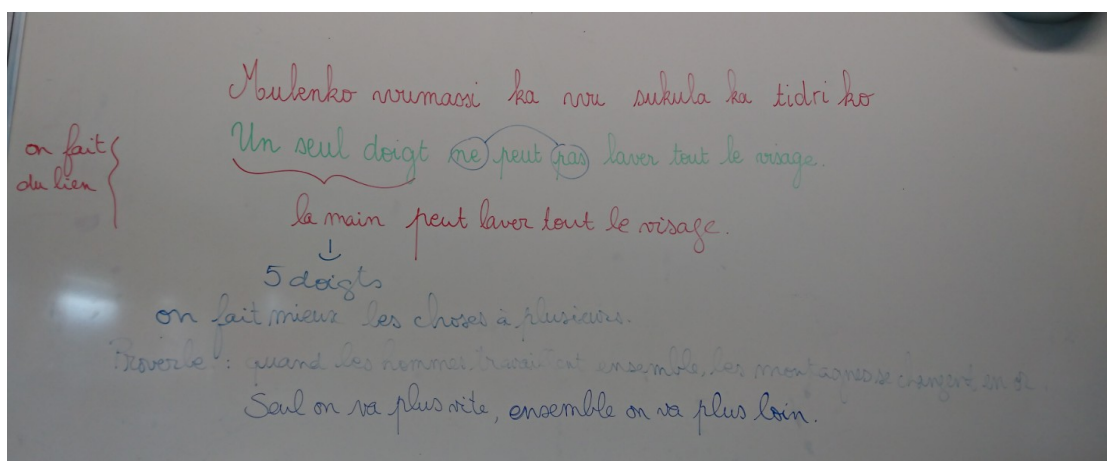 Mulenko wumassi ka wu sukula ka tidri ko
Un seul doigt ne peut pas laver tout le visage.
on fait
du lien
la main peut laver tout le visage.
5 doigts
on fait mieux les choses à plusieurs.
Proverbe : quand les hommes travaillent ensemble, les montagnes se changent en or.
Seul on va plus vite, ensemble on va plus loin.